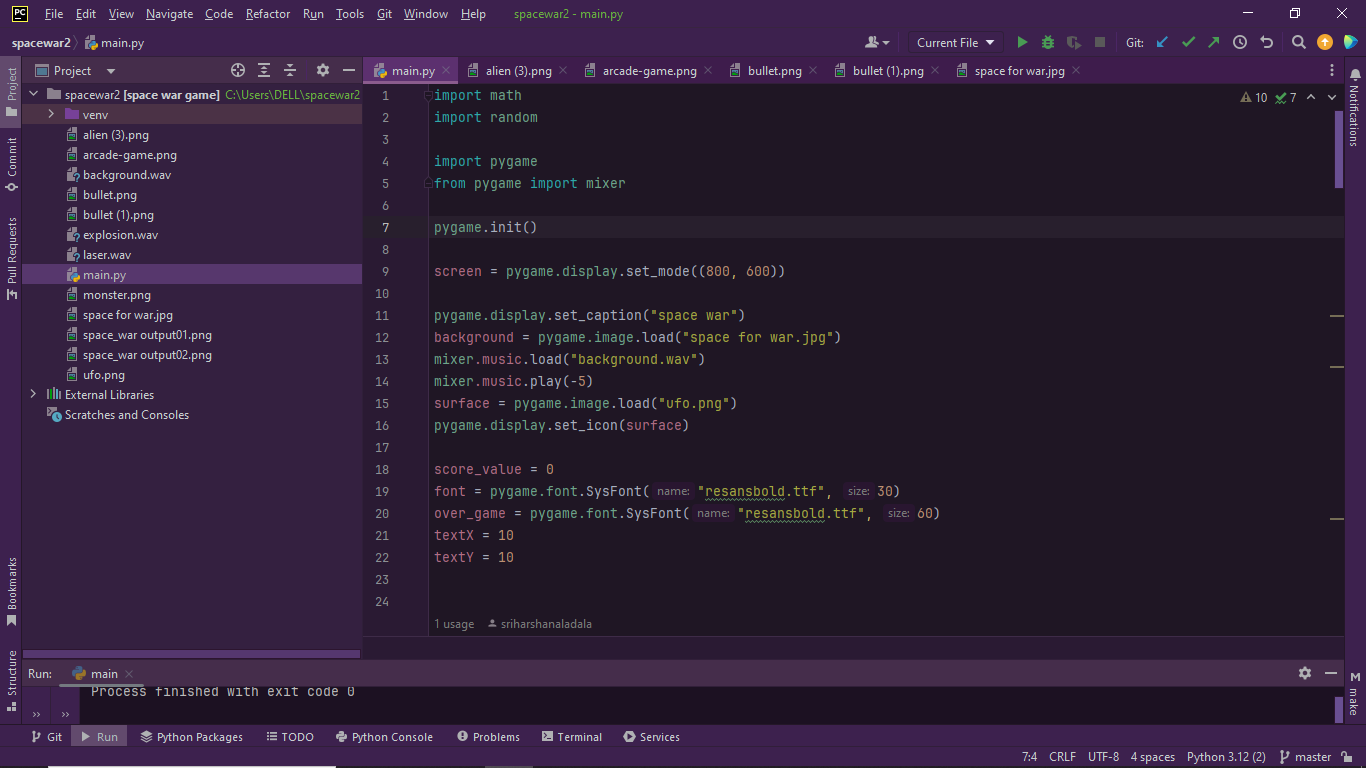 PC File Edit View Navigate Code Refactor Run Tools Git Window Help spacewar2 - main.py
spacewar2 main.py Current File Git:
Project
Project
main.py alien (3).png arcade-game.png bullet.png bullet (1).png space for war.jpg
spacewar2 [space war game] C:\Users\DELL\spacewar2
venv
alien (3).png
arcade-game.png
background.wav
bullet.png
bullet (1).png
explosion.wav
laser.wav
main.py
monster.png
space for war.jpg
space_war output01.png
space_war output02.png
ufo.png
External Libraries
Scratches and Consoles
Commit
Pull Requests
Bookmarks
Structure
10 7
1 import math
2 import random
3
4 import pygame
5 from pygame import mixer
6
7 pygame.init()
8
9 screen = pygame.display.set_mode((800, 600))
10
11 pygame.display.set_caption("space war")
12 background = pygame.image.load("space for war.jpg")
13 mixer.music.load("background.wav")
14 mixer.music.play(-5)
15 surface = pygame.image.load("ufo.png")
16 pygame.display.set_icon(surface)
17
18 score_value = 0
19 font = pygame.font.SysFont( name: "resansbold.ttf", size: 30)
20 over_game = pygame.font.SysFont( name: "resansbold.ttf", size: 60)
21 textX = 10
22 textY = 10
23
24
1 usage sriharshanaladala
Notifications
M make
Run: main
Process finished with exit code 0
Git Run Python Packages TODO Python Console Problems Terminal Services
7:4 CRLF UTF-8 4 spaces Python 3.12 (2) master